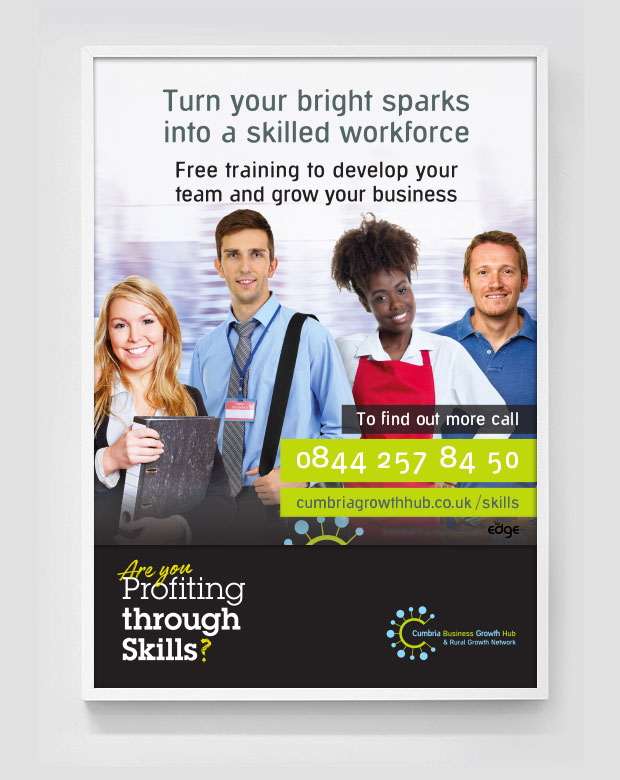 Turn your bright sparks
into a skilled workforce
Free training to develop your
team and grow your business
To find out more call
0844 257 84 50
cumbriagrowthhub.co.uk/skills
edge
Are you
Profiting
through
Skills?
Cumbria Business Growth Hub
& Rural Growth Network